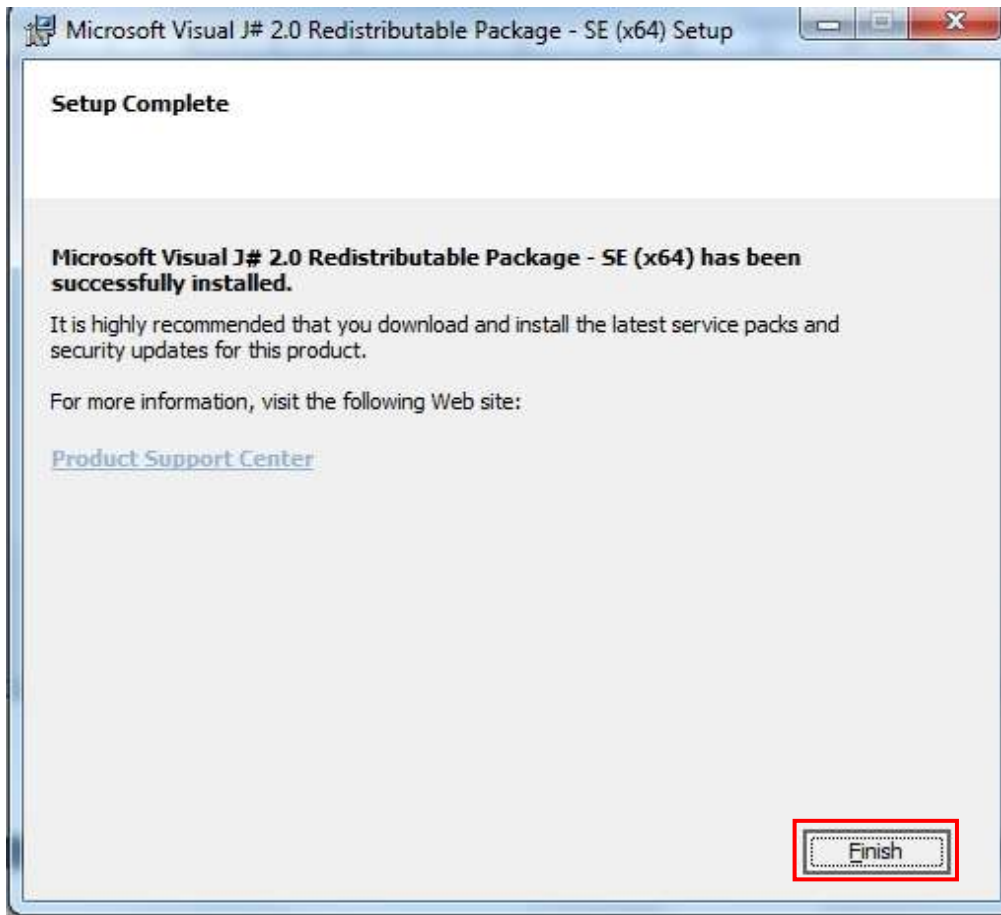 Microsoft Visual J# 2.0 Redistributable Package - SE (x64) Setup
Setup Complete
Microsoft Visual J# 2.0 Redistributable Package - SE (x64) has been
successfully installed.
It is highly recommended that you download and install the latest service packs and
security updates for this product.
For more information, visit the following Web site:
Product Support Center
Finish